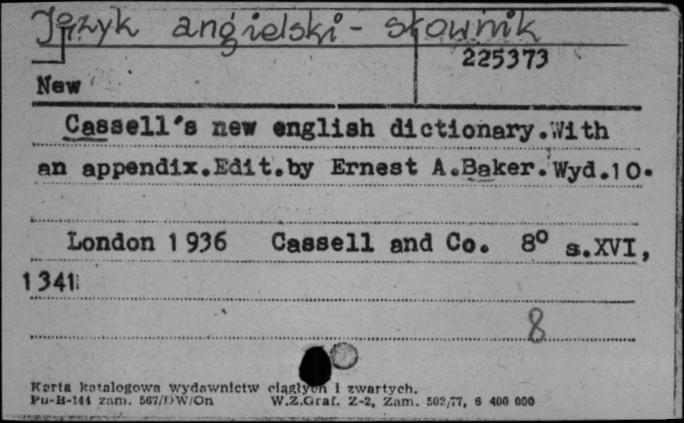 Język angielski - słownik
225373
New
Cassell's new english dictionary.With
an appendix.Edit.by Ernest A.Baker. Wyd.10.
London 1936 Cassell and Co. 8° s.XVI,
1341
8
Karta katalogowa wydawnictw ciągłych i zwartych.
Pu-B-144 zam. 567/DW/On W.Z.Graf. Z-2, Zam. 502/77, 6 400 000